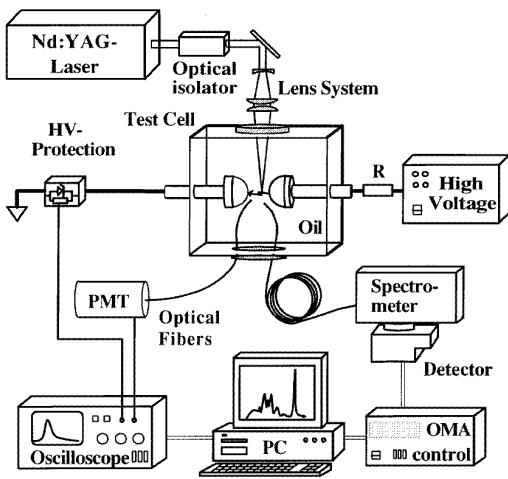 Nd:YAG-
Laser
Optical
isolator
Lens System
Test Cell
HV-
Protection
R
High
Voltage
Oil
PMT
Optical
Fibers
Spectro-
meter
Detector
Oscilloscope
PC
OMA
control